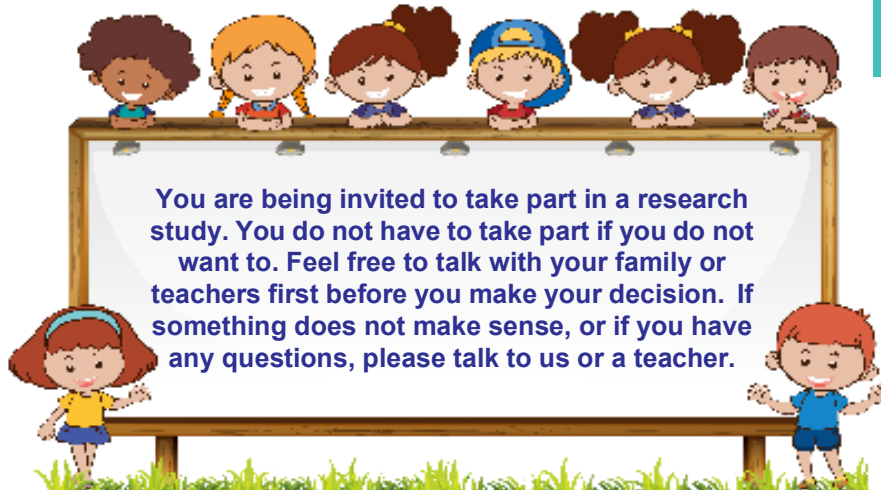 You are being invited to take part in a research
study. You do not have to take part if you do not
want to. Feel free to talk with your family or
teachers first before you make your decision. If
something does not make sense, or if you have
any questions, please talk to us or a teacher.